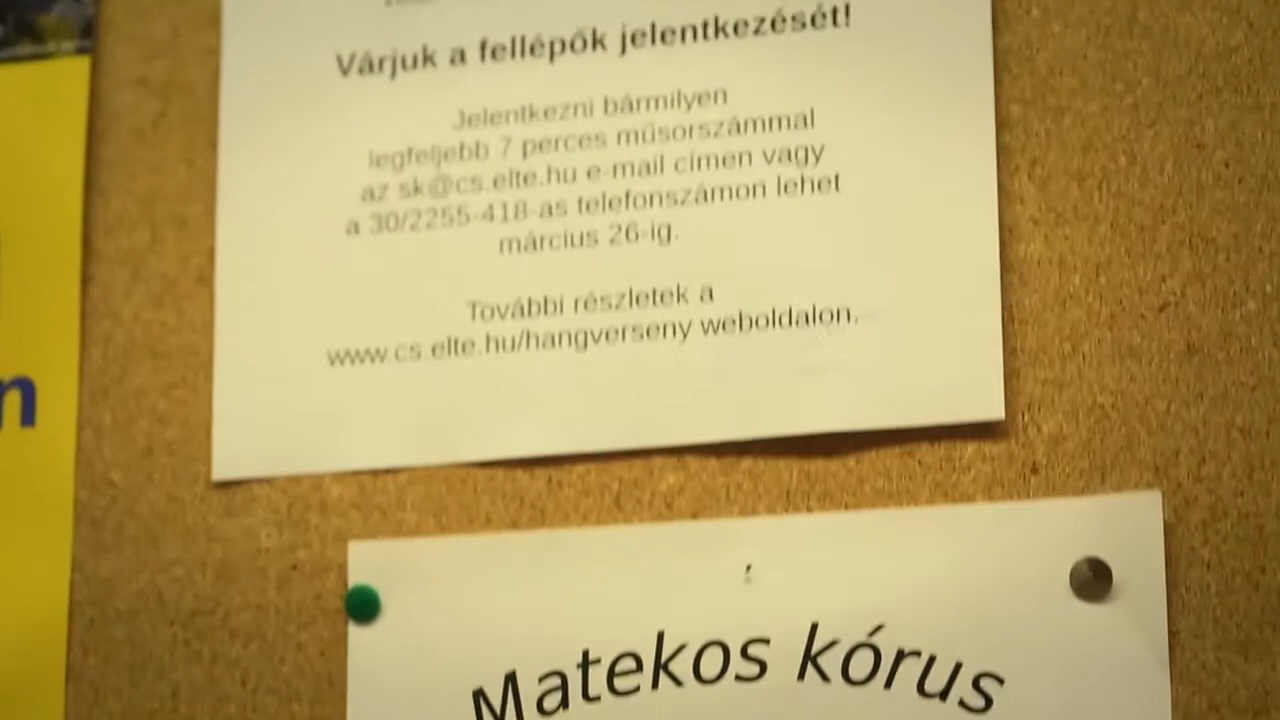 Várjuk a fellépők jelentkezését!
Jelentkezni bármilyen
legfeljebb 7 perces műsorszámmal
az sk@cs.elte.hu e-mail címen vagy
a 30/2255-418-as telefonszámon lehet
március 26-ig.
További részletek a
www.cs.elte.hu/hangverseny weboldalon.
n
Matekos kórus